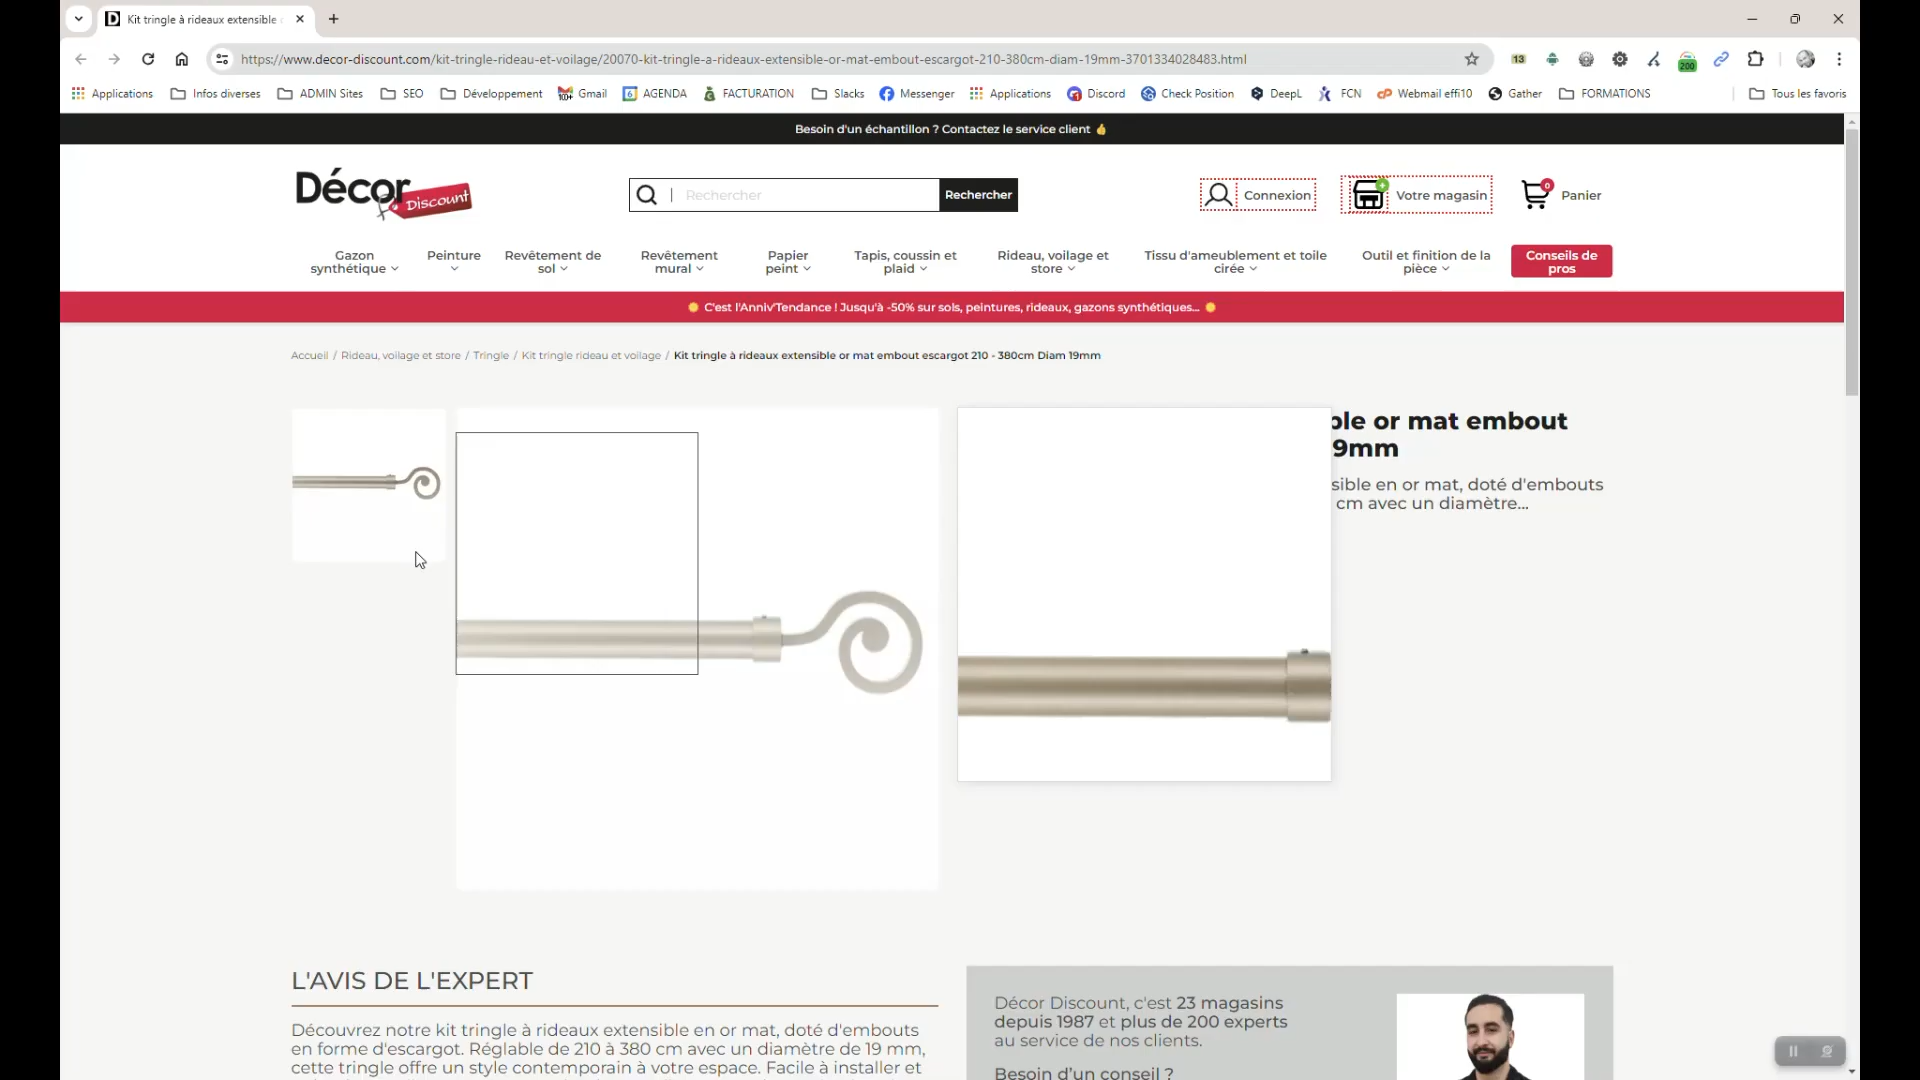 Kit tringle à rideaux extensible
https://www.decor-discount.com/kit-tringle-rideau-et-voilage/20070-kit-tringle-a-rideaux-extensible-or-mat-embout-escargot-210-380cm-diam-19mm-3701334028483.html
13
200
Applications
Infos diverses
ADMIN Sites
SEO
Développement
Gmail
AGENDA
FACTURATION
Slacks
Messenger
Applications
Discord
Check Position
DeepL
FCN
Webmail effi10
Gather
FORMATIONS
Tous les favoris
Besoin d'un échantillon ? Contactez le service client 👍
Décor Discount
Rechercher
Rechercher
Connexion
Votre magasin
0
Panier
Gazon
synthétique
Peinture
Revêtement de
sol
Revêtement
mural
Papier
peint
Tapis, coussin et
plaid
Rideau, voilage et
store
Tissu d'ameublement et toile
cirée
Outil et finition de la
pièce
Conseils de
pros
C'est l'Anniv'Tendance ! Jusqu'à -50% sur sols, peintures, rideaux, gazons synthétiques...
Accueil / Rideau, voilage et store / Tringle / Kit tringle rideau et voilage / Kit tringle à rideaux extensible or mat embout escargot 210 - 380cm Diam 19mm
ble or mat embout
9mm
sible en or mat, doté d'embouts
cm avec un diamètre...
L'AVIS DE L'EXPERT
Découvrez notre kit tringle à rideaux extensible en or mat, doté d'embouts
en forme d'escargot. Réglable de 210 à 380 cm avec un diamètre de 19 mm,
cette tringle offre un style contemporain à votre espace. Facile à installer et
Décor Discount, c'est 23 magasins
depuis 1987 et plus de 200 experts
au service de nos clients.
Besoin d'un conseil ?